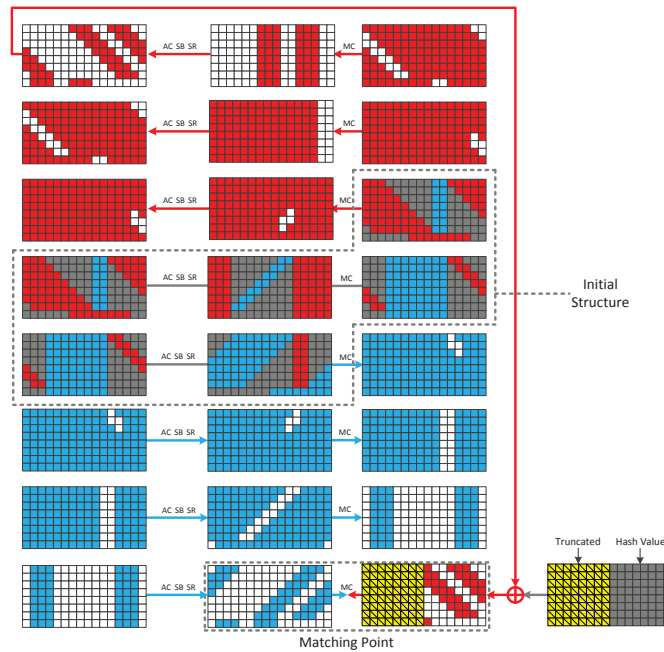 AC SB SR
MC
AC SB SR
MC
AC SB SR
MC
AC SB SR
MC
Initial
Structure
AC SB SR
MC
AC SB SR
MC
AC SB SR
MC
Truncated
Hash Value
AC SB SR
MC
Matching Point